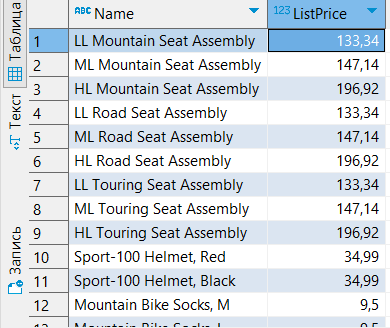 Таблица
Текст
Запись
ABC Name 123 ListPrice
1 LL Mountain Seat Assembly 133,34
2 ML Mountain Seat Assembly 147,14
3 HL Mountain Seat Assembly 196,92
4 LL Road Seat Assembly 133,34
5 ML Road Seat Assembly 147,14
6 HL Road Seat Assembly 196,92
7 LL Touring Seat Assembly 133,34
8 ML Touring Seat Assembly 147,14
9 HL Touring Seat Assembly 196,92
10 Sport-100 Helmet, Red 34,99
11 Sport-100 Helmet, Black 34,99
12 Mountain Bike Socks, M 9,5